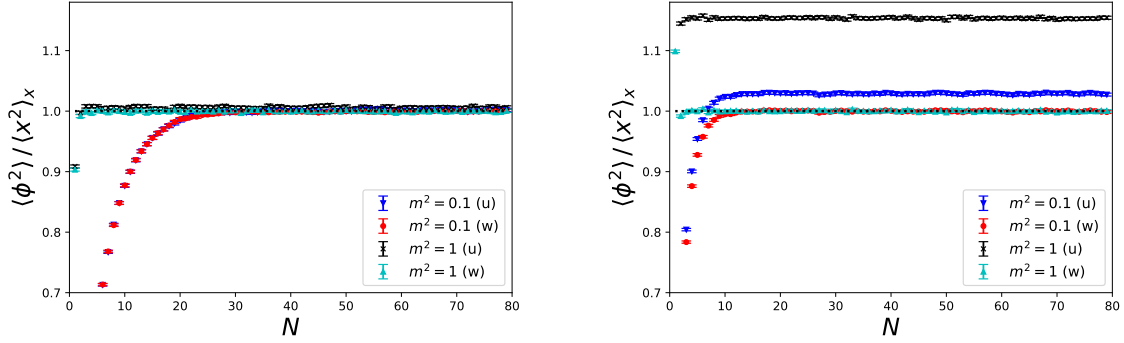 ⟨ϕ²⟩ / ⟨x²⟩ₓ
1.1
1.0
0.9
0.8
0.7
0 10 20 30 40 50 60 70 80
N
m² = 0.1 (u)
m² = 0.1 (w)
m² = 1 (u)
m² = 1 (w)
⟨ϕ²⟩ / ⟨x²⟩ₓ
1.1
1.0
0.9
0.8
0.7
0 10 20 30 40 50 60 70 80
N
m² = 0.1 (u)
m² = 0.1 (w)
m² = 1 (u)
m² = 1 (w)